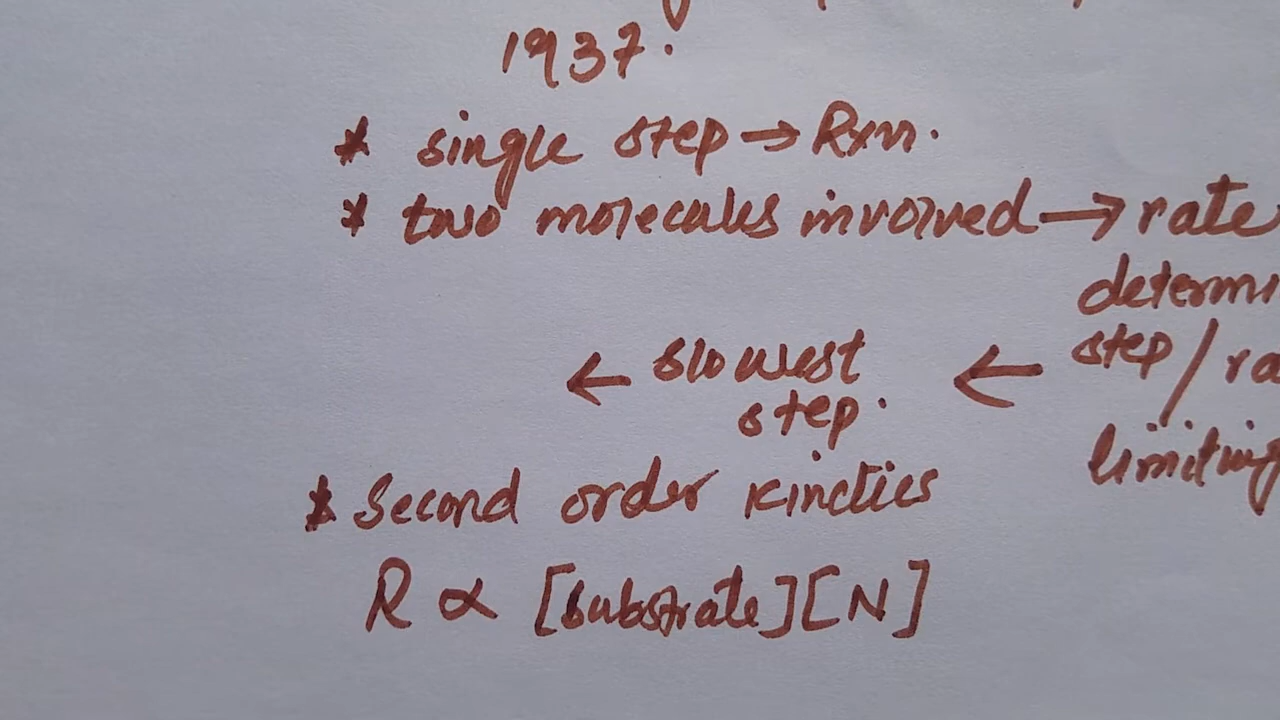 1937.
* single step → Rxn.
* two molecules involved → rate
determi
step / ra
← slowest ←
step.
limiting
* Second order kinetics
R ∝ [substrate][N]